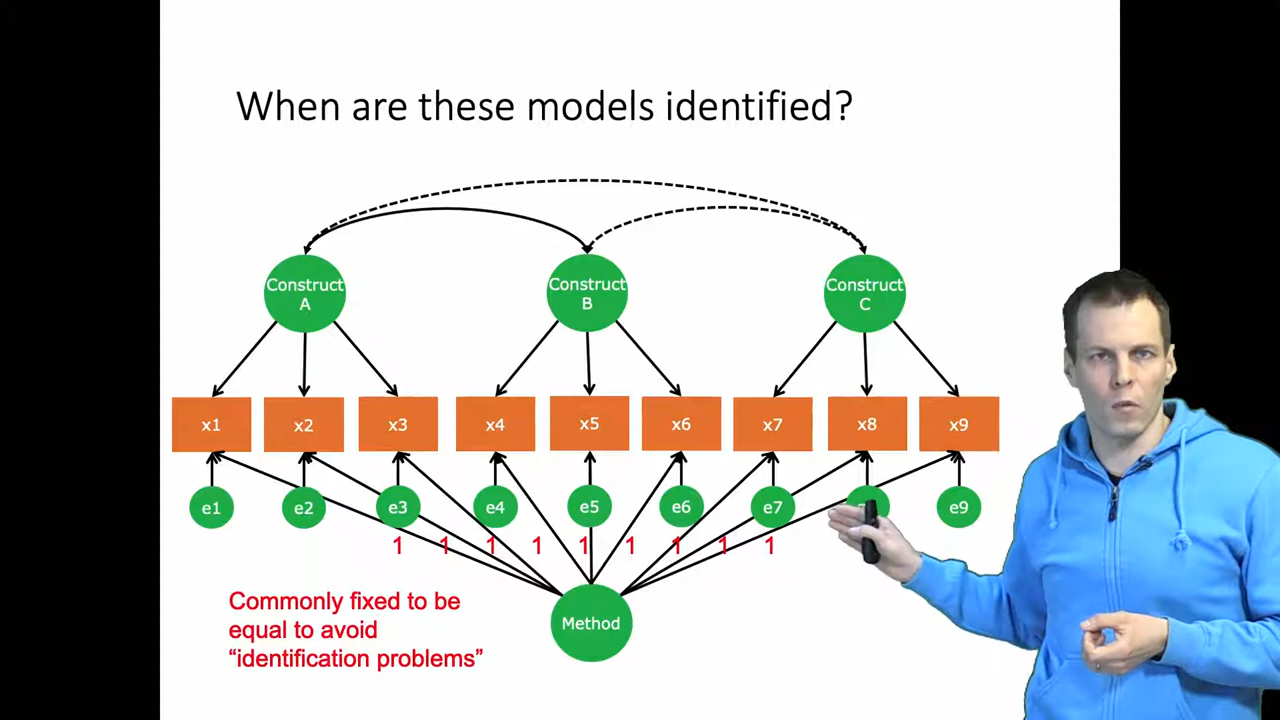 When are these models identified?
Construct
A
Construct
B
Construct
C
x1 x2 x3 x4 x5 x6 x7 x8 x9
e1 e2 e3 e4 e5 e6 e7 e9
1 1 1 1 1 1 1 1 1
Commonly fixed to be
equal to avoid
“identification problems”
Method